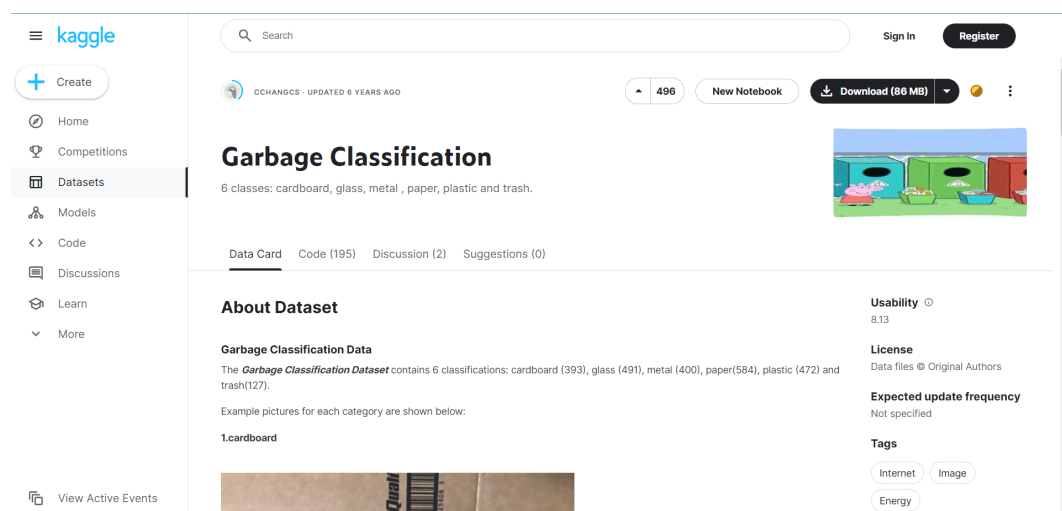 kaggle
Search
Sign In
Register
Create
Home
Competitions
Datasets
Models
Code
Discussions
Learn
More
View Active Events
CCHANGCS · UPDATED 6 YEARS AGO
496
New Notebook
Download (86 MB)
Garbage Classification
6 classes: cardboard, glass, metal , paper, plastic and trash.
Data Card
Code (195)
Discussion (2)
Suggestions (0)
About Dataset
Garbage Classification Data
The Garbage Classification Dataset contains 6 classifications: cardboard (393), glass (491), metal (400), paper(584), plastic (472) and
trash(127).
Example pictures for each category are shown below:
1.cardboard
Usability
8.13
License
Data files © Original Authors
Expected update frequency
Not specified
Tags
Internet
Image
Energy